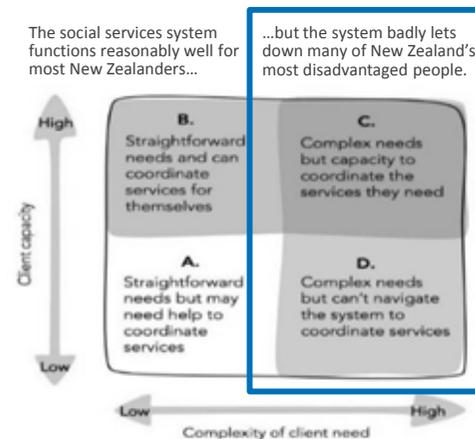 The social services system
functions reasonably well for
most New Zealanders…
…but the system badly lets
down many of New Zealand's
most disadvantaged people.
High
Client capacity
Low
B.
Straightforward
needs and can
coordinate
services for
themselves
C.
Complex needs
but capacity to
coordinate the
services they need
A.
Straightforward
needs but may
need help to
coordinate
services
D.
Complex needs
but can't navigate
the system to
coordinate services
Low
High
Complexity of client need